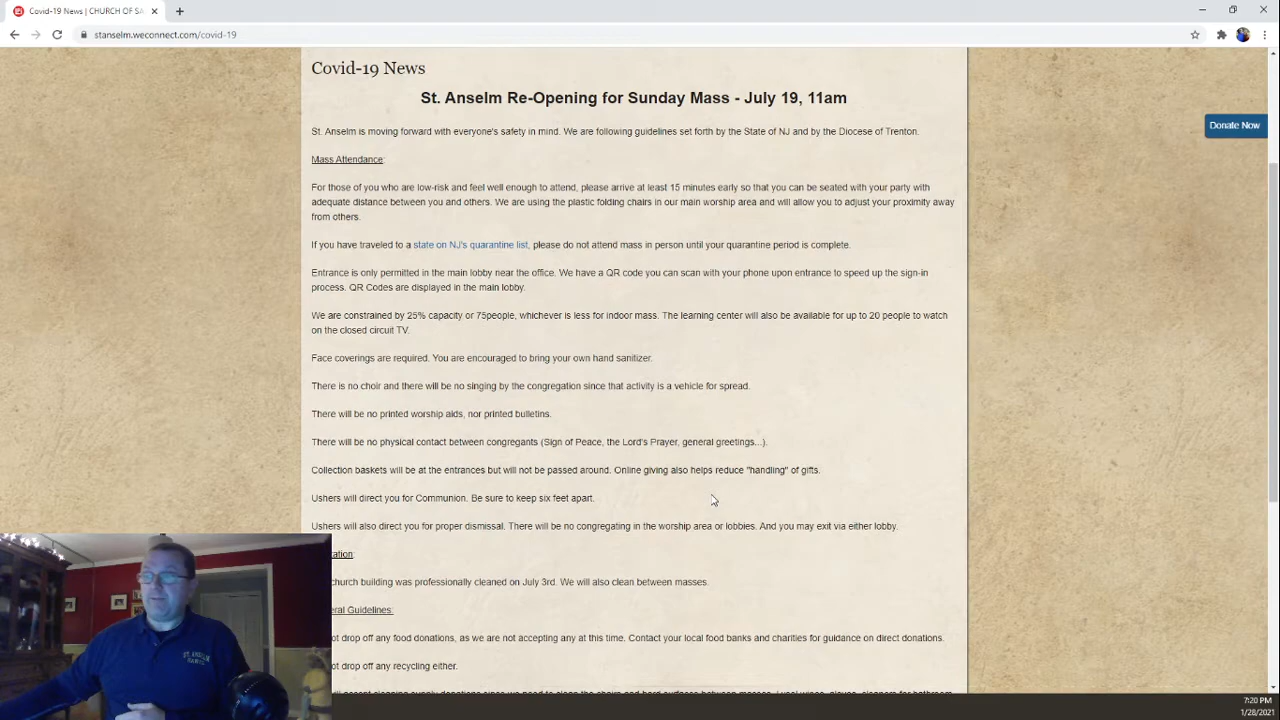 Covid-19 News | CHURCH OF SA
stanselm.weconnect.com/covid-19
Covid-19 News
St. Anselm Re-Opening for Sunday Mass - July 19, 11am
Donate Now
St. Anselm is moving forward with everyone's safety in mind. We are following guidelines set forth by the State of NJ and by the Diocese of Trenton.
Mass Attendance:
For those of you who are low-risk and feel well enough to attend, please arrive at least 15 minutes early so that you can be seated with your party with
adequate distance between you and others. We are using the plastic folding chairs in our main worship area and will allow you to adjust your proximity away
from others.
If you have traveled to a state on NJ's quarantine list, please do not attend mass in person until your quarantine period is complete.
Entrance is only permitted in the main lobby near the office. We have a QR code you can scan with your phone upon entrance to speed up the sign-in
process. QR Codes are displayed in the main lobby.
We are constrained by 25% capacity or 75people, whichever is less for indoor mass. The learning center will also be available for up to 20 people to watch
on the closed circuit TV.
Face coverings are required. You are encouraged to bring your own hand sanitizer.
There is no choir and there will be no singing by the congregation since that activity is a vehicle for spread.
There will be no printed worship aids, nor printed bulletins.
There will be no physical contact between congregants (Sign of Peace, the Lord's Prayer, general greetings...).
Collection baskets will be at the entrances but will not be passed around. Online giving also helps reduce "handling" of gifts.
Ushers will direct you for Communion. Be sure to keep six feet apart.
Ushers will also direct you for proper dismissal. There will be no congregating in the worship area or lobbies. And you may exit via either lobby.
tation:
church building was professionally cleaned on July 3rd. We will also clean between masses.
eral Guidelines:
ot drop off any food donations, as we are not accepting any at this time. Contact your local food banks and charities for guidance on direct donations.
ot drop off any recycling either.
ST. ANSELM
7:20 PM
1/28/2021